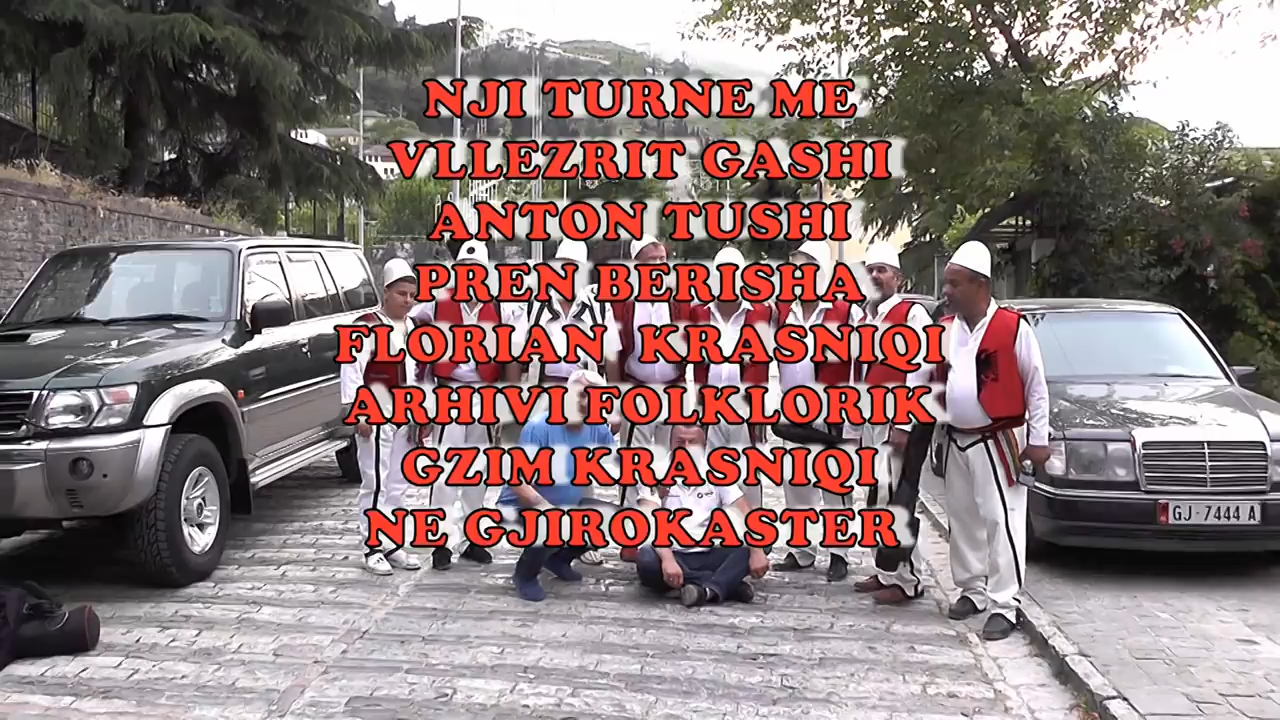 NJI TURNE ME
VLLEZRIT GASHI
ANTON TUSHI
PREN BERISHA
FLORIAN KRASNIQI
ARHIVI FOLKLORIK
GZIM KRASNIQI
NE GJIROKASTER
GJ-7444 A